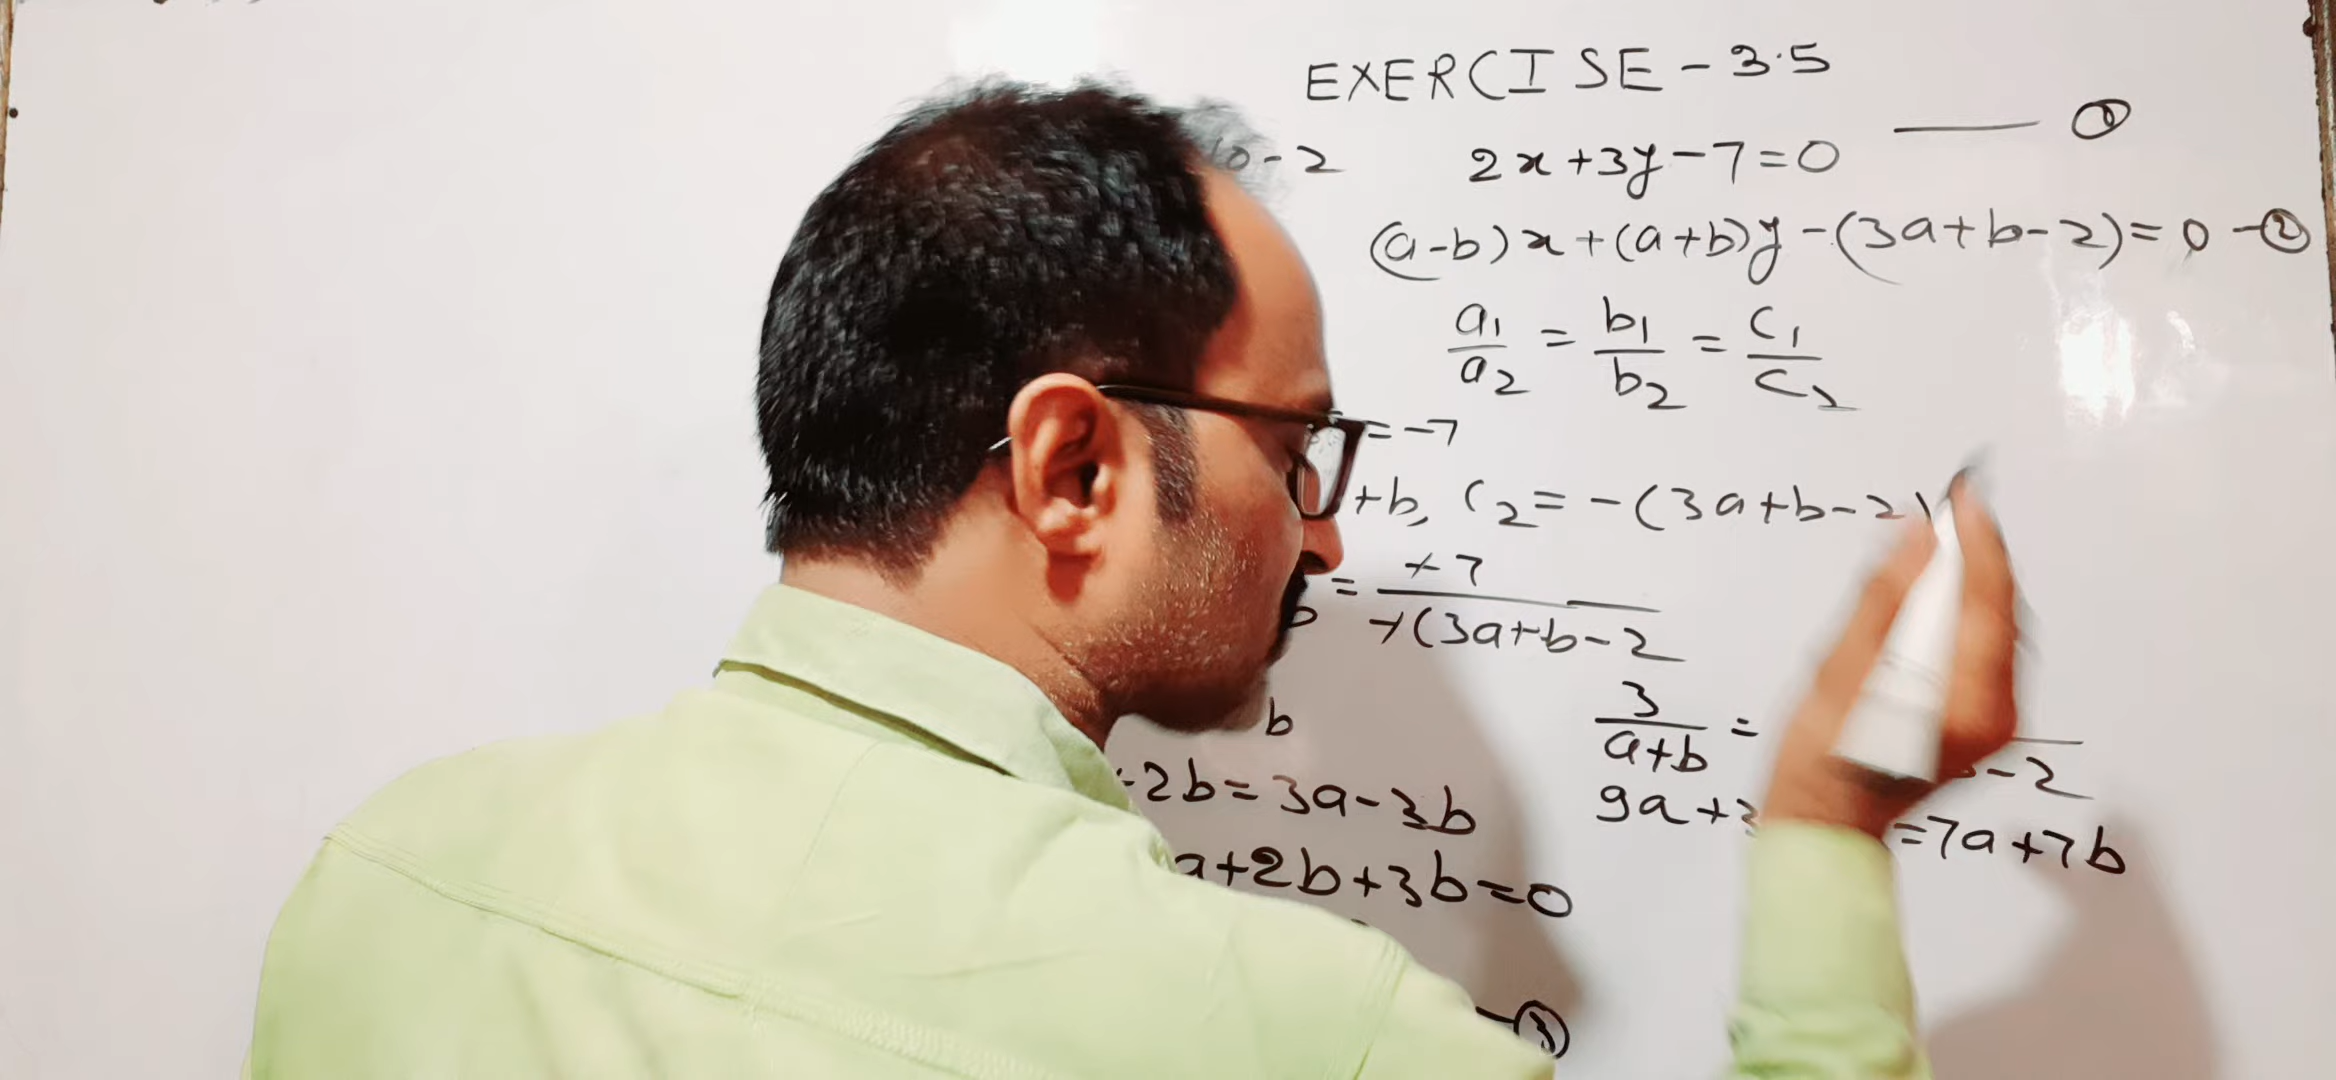 EXERCISE - 3.5
-2 2x+3y-7=0 ①
(a-b)x+(a+b)y-(3a+b-2)=0 -②
a1/a2 = b1/b2 = c1/c2
=-7
+b, C2=-(3a+b-2)
= -7/-(3a+b-2
b 3/a+b = -2
-2b=3a-3b 9a+3 =7a+7b
a+2b+3b=0
-③